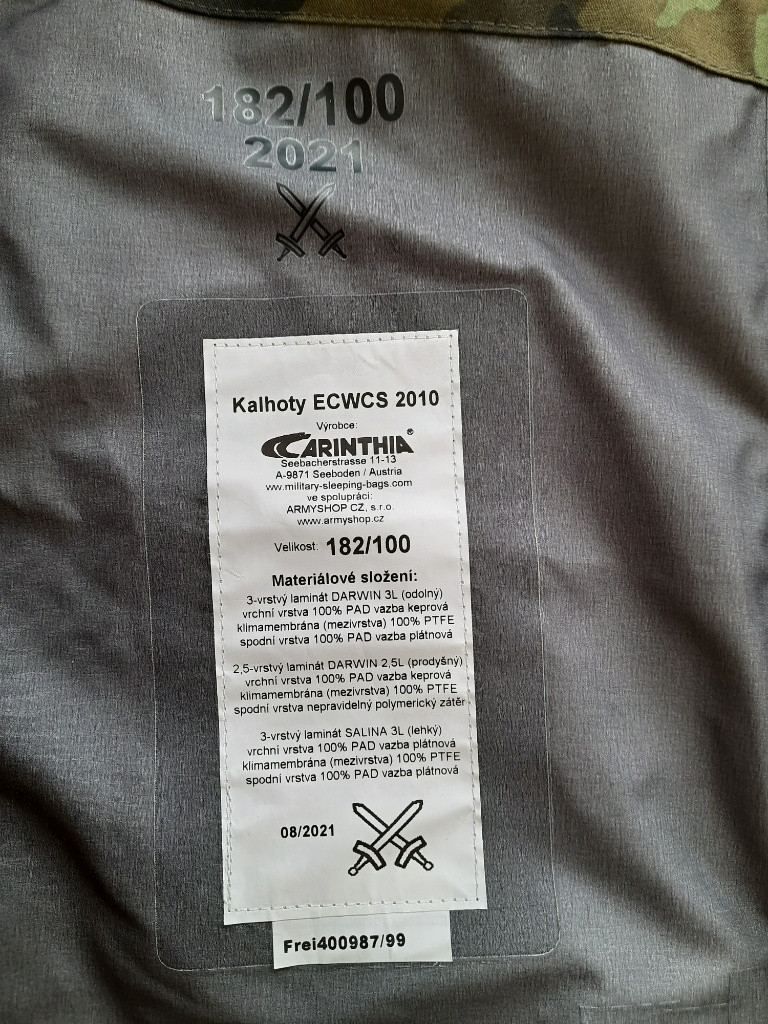 182/100
2021
Kalhoty ECWCS 2010
Výrobce:
CARINTHIA®
Seebacherstrasse 11-13
A-9871 Seeboden / Austria
www.military-sleeping-bags.com
ve spolupráci:
ARMYSHOP CZ, s.r.o.
www.armyshop.cz
Velikost: 182/100
Materiálové složení:
3-vrstvý laminát DARWIN 3L (odolný)
vrchní vrstva 100% PAD vazba keprová
klimamembrána (mezivrstva) 100% PTFE
spodní vrstva 100% PAD vazba plátnová
2,5-vrstvý laminát DARWIN 2,5L (prodyšný)
vrchní vrstva 100% PAD vazba keprová
klimamembrána (mezivrstva) 100% PTFE
spodní vrstva nepravidelný polymerický zátěr
3-vrstvý laminát SALINA 3L (lehký)
vrchní vrstva 100% PAD vazba plátnová
klimamembrána (mezivrstva) 100% PTFE
spodní vrstva 100% PAD vazba plátnová
08/2021
Frei400987/99